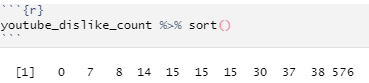 ```{r}
youtube_dislike_count %>% sort()
```
[1] 0 7 8 14 15 15 15 30 37 38 576